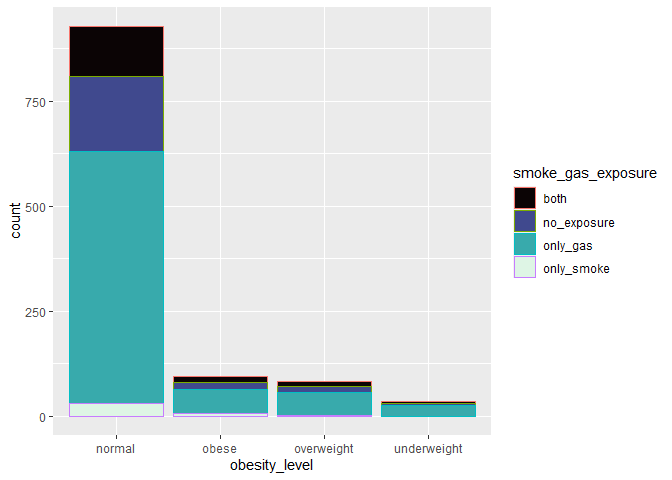 750
500
250
0
count
normal
obese
overweight
underweight
obesity_level
smoke_gas_exposure
both
no_exposure
only_gas
only_smoke